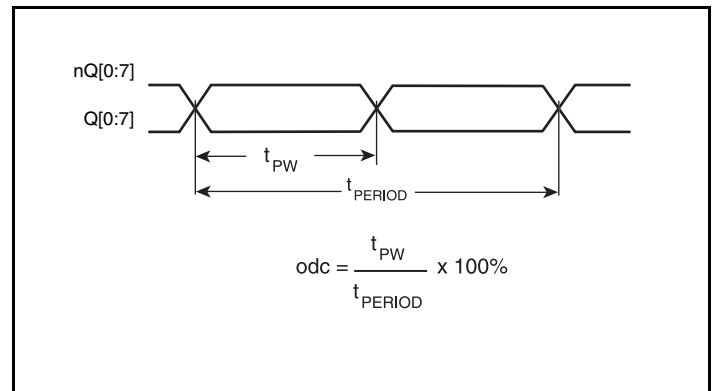 nQ[0:7]
Q[0:7]
tPW
tPERIOD
odc = tPW / tPERIOD x 100%